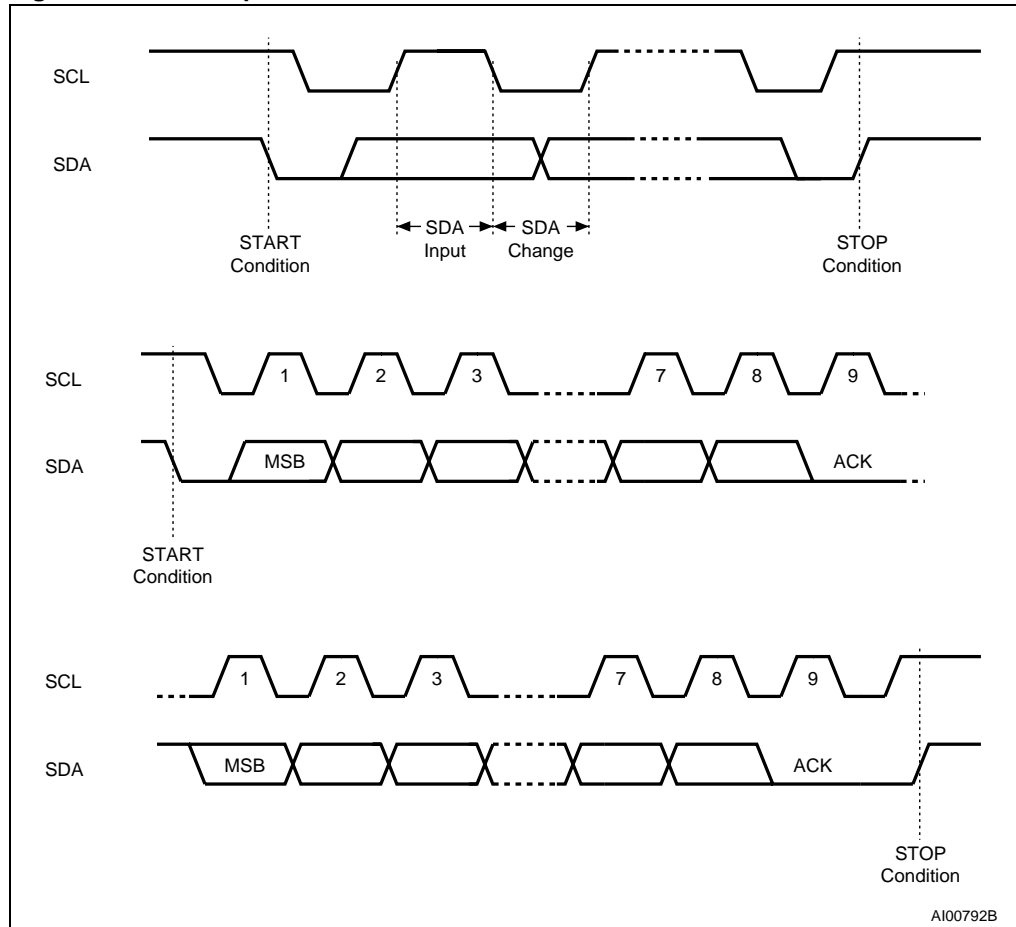 SCL
SDA
SDA
Input
SDA
Change
START
Condition
STOP
Condition
SCL
1
2
3
7
8
9
SDA
MSB
ACK
START
Condition
SCL
1
2
3
7
8
9
SDA
MSB
ACK
STOP
Condition
AI00792B